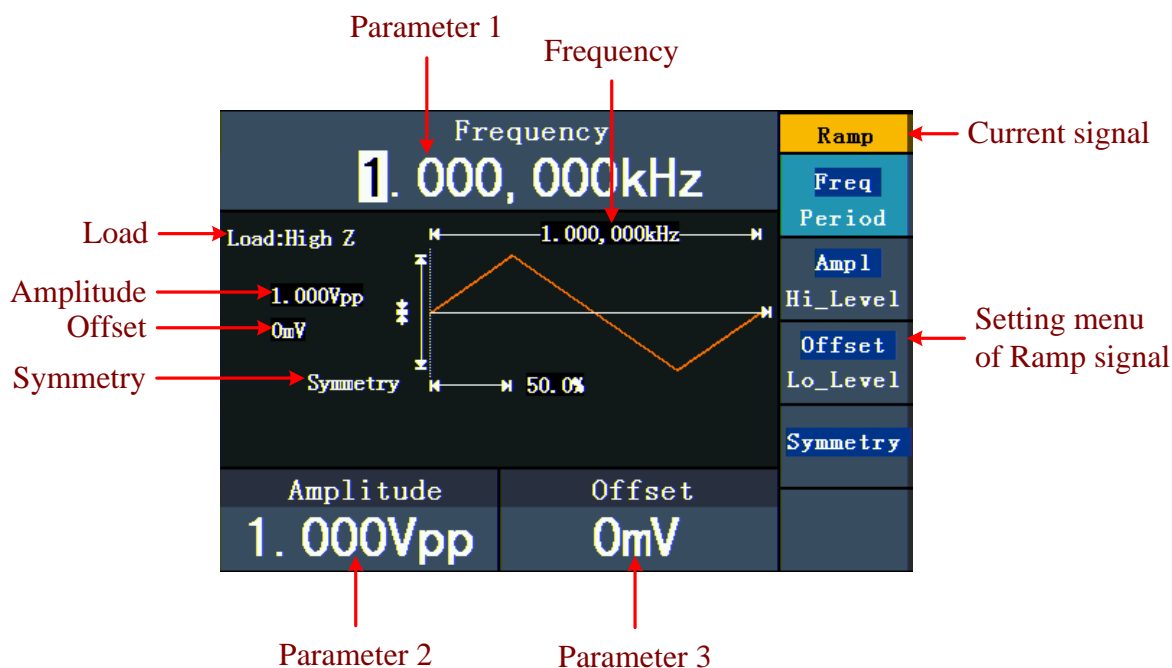 Parameter 1
Frequency
Frequency
1.000,000kHz
Ramp
Current signal
Freq
Period
Load
Load:High Z
1.000,000kHz
Ampl
Hi_Level
Amplitude
1.000Vpp
Offset
0mV
Offset
Lo_Level
Setting menu
of Ramp signal
Symmetry
Symmetry
50.0%
Symmetry
Amplitude
Offset
1.000Vpp
0mV
Parameter 2
Parameter 3